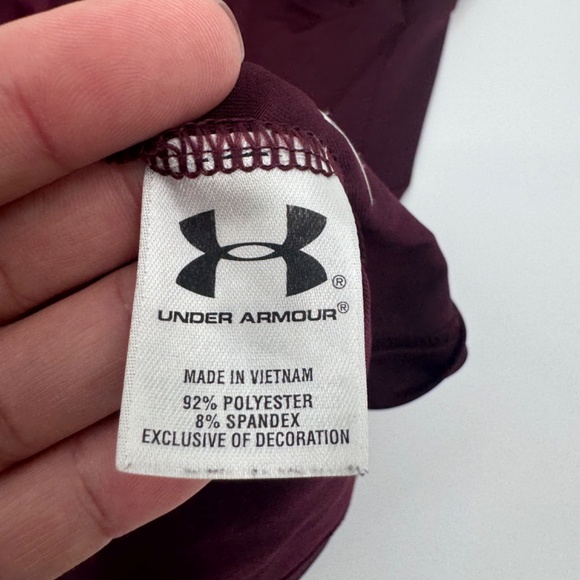 ®
UNDER ARMOUR®
MADE IN VIETNAM
92% POLYESTER
8% SPANDEX
EXCLUSIVE OF DECORATION